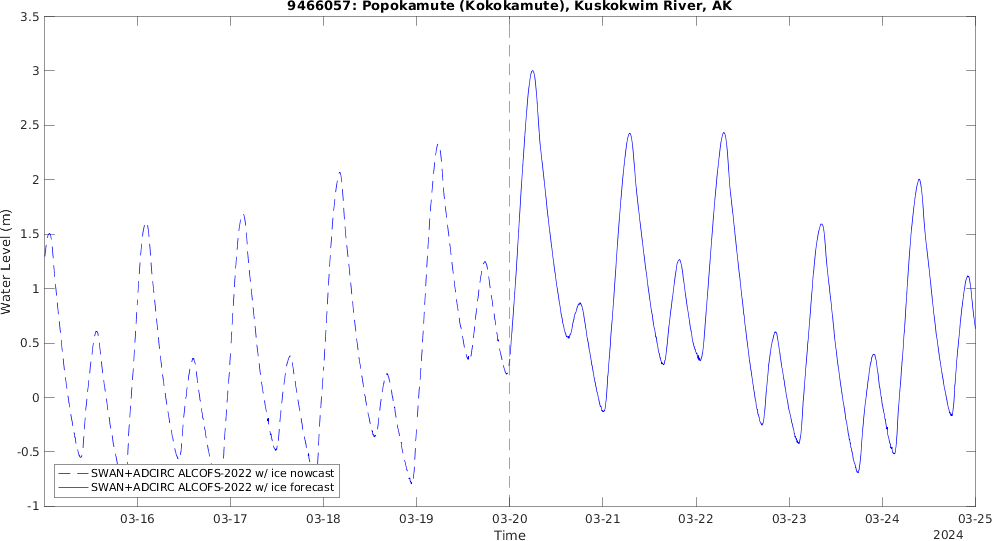 9466057: Popokamute (Kokokamute), Kuskokwim River, AK
3.5
3
2.5
2
1.5
1
0.5
0
-0.5
-1
Water Level (m)
SWAN+ADCIRC ALCOFS-2022 w/ ice nowcast
SWAN+ADCIRC ALCOFS-2022 w/ ice forecast
03-16 03-17 03-18 03-19 03-20 03-21 03-22 03-23 03-24 03-25
Time
2024